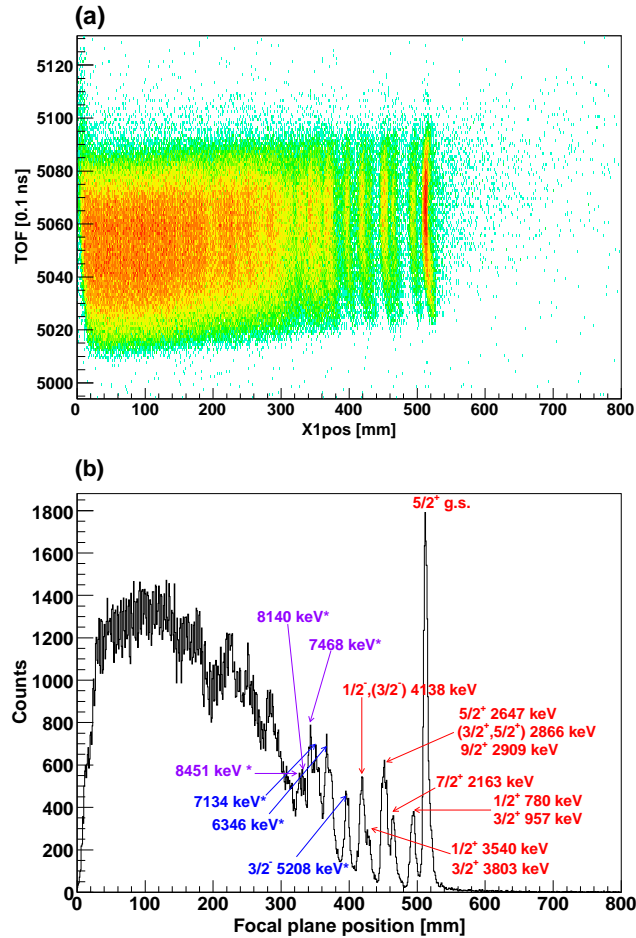 (a)
TOF [0.1 ns]
5120
5100
5080
5060
5040
5020
5000
0 100 200 300 400 500 600 700 800
X1pos [mm]
(b)
Counts
1800
1600
1400
1200
1000
800
600
400
200
0
5/2⁺ g.s.
8140 keV*
7468 keV*
1/2⁻,(3/2⁻) 4138 keV
5/2⁺ 2647 keV
(3/2⁺,5/2⁺) 2866 keV
9/2⁺ 2909 keV
8451 keV *
7134 keV*
6346 keV*
3/2⁻ 5208 keV*
7/2⁺ 2163 keV
1/2⁺ 780 keV
3/2⁺ 957 keV
1/2⁺ 3540 keV
3/2⁺ 3803 keV
0 100 200 300 400 500 600 700 800
Focal plane position [mm]